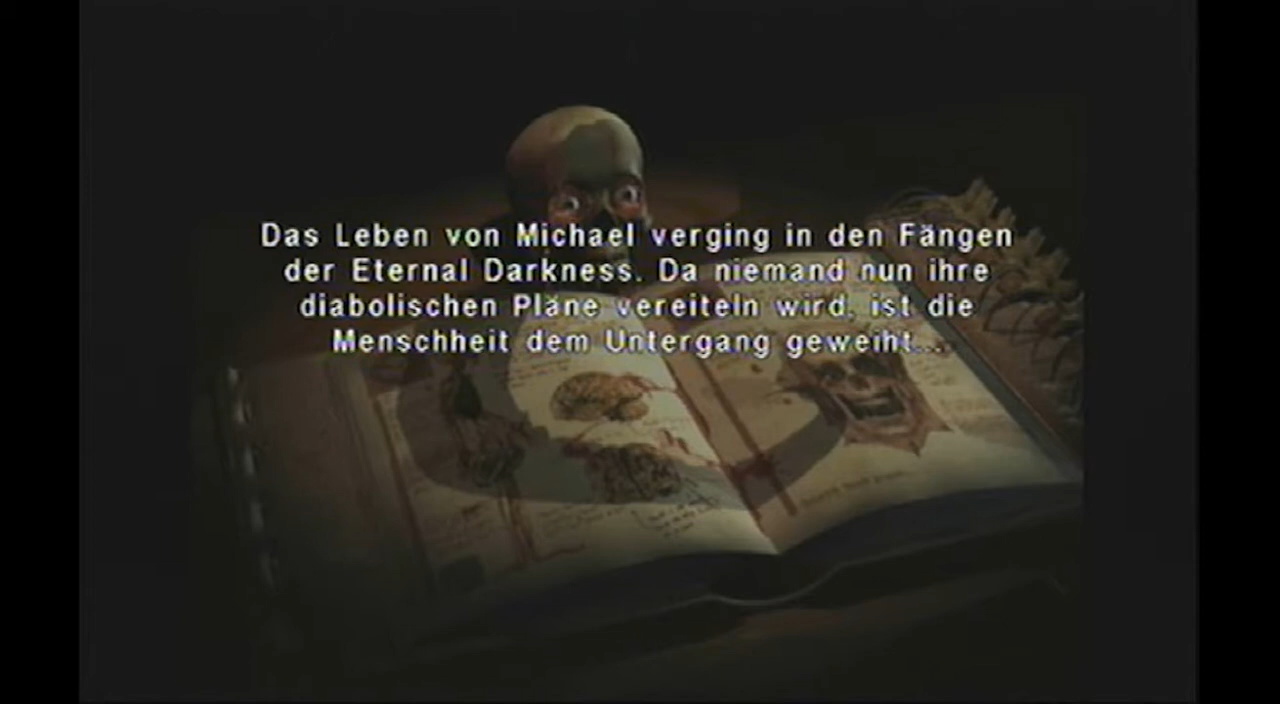 Das Leben von Michael verging in den Fängen
der Eternal Darkness. Da niemand nun ihre
diabolischen Pläne vereiteln wird, ist die
Menschheit dem Untergang geweiht...